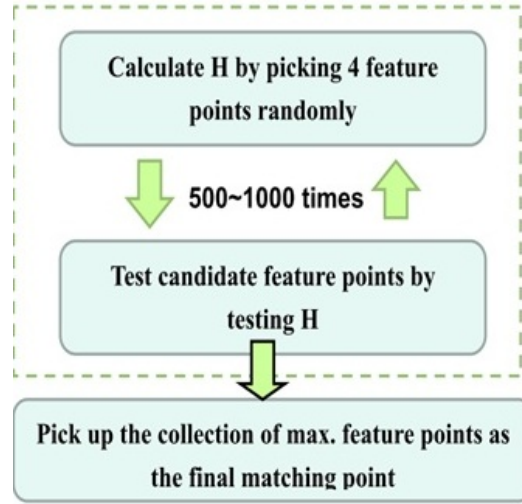 Calculate H by picking 4 feature
points randomly
500~1000 times
Test candidate feature points by
testing H
Pick up the collection of max. feature points as
the final matching point